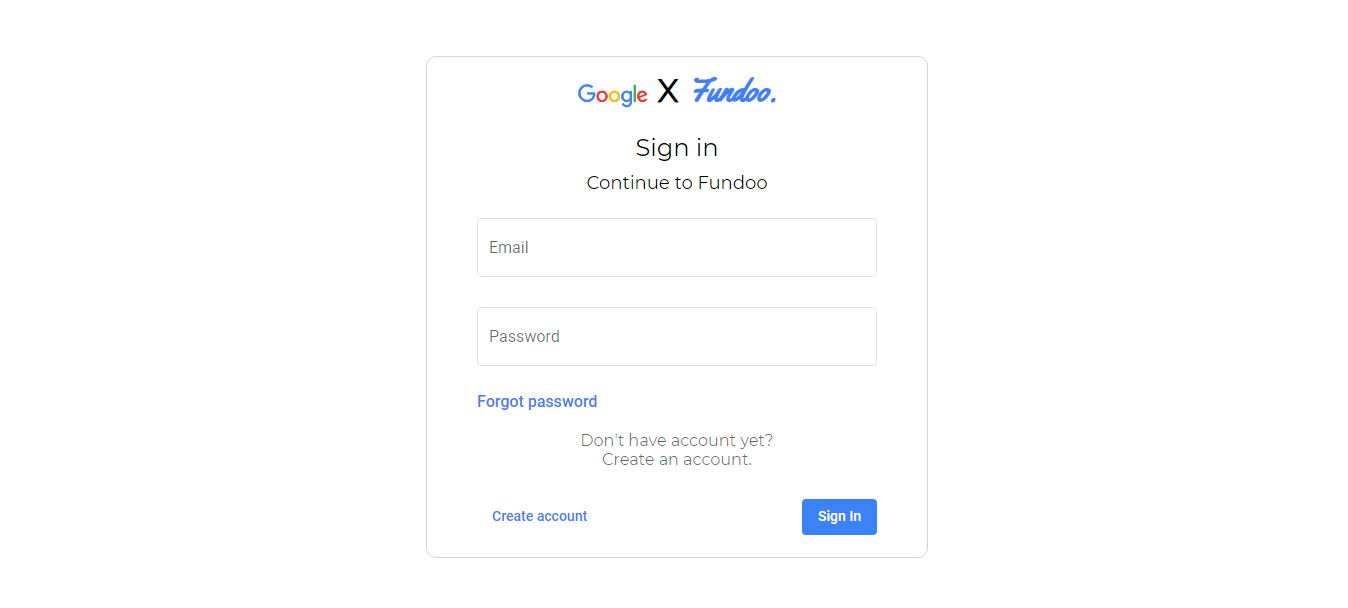 Google X Fundoo.
Sign in
Continue to Fundoo
Email
Password
Forgot password
Don't have account yet?
Create an account.
Create account Sign In